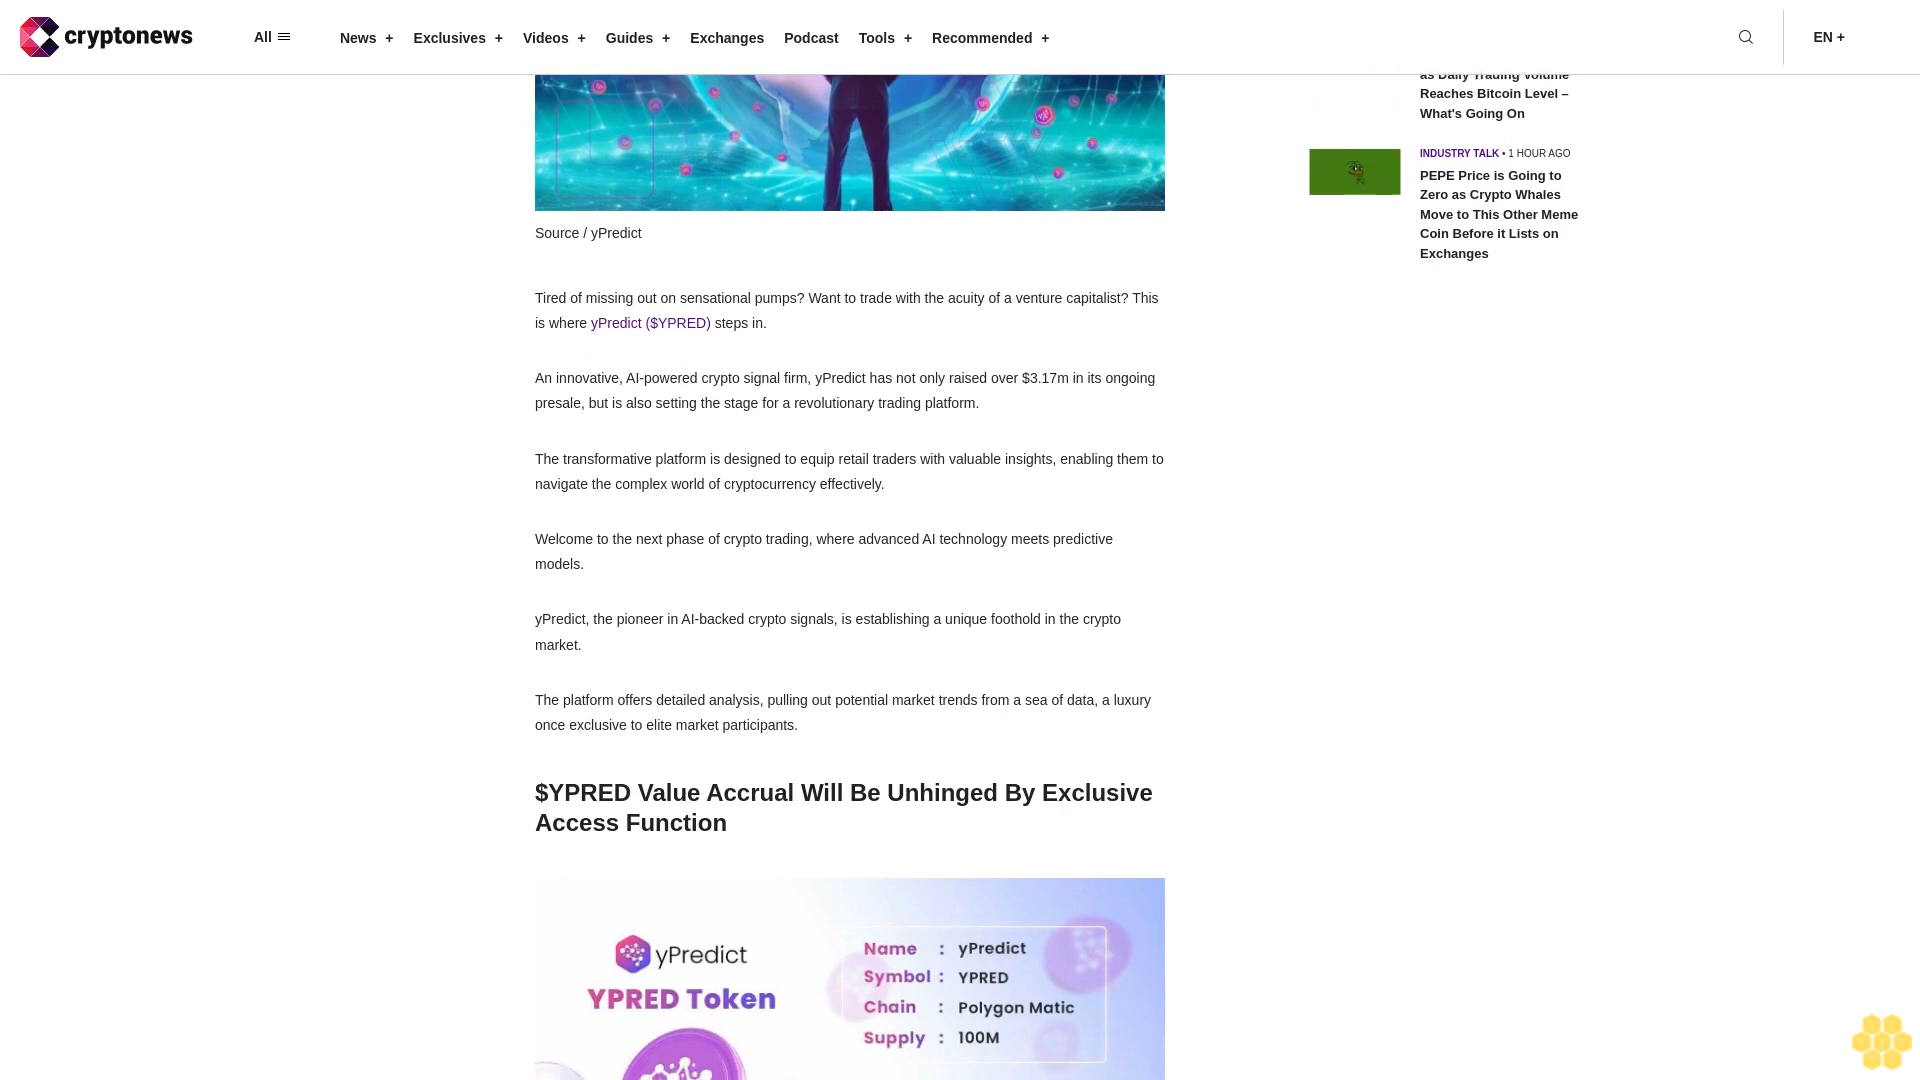 cryptonews
All
News +
Exclusives +
Videos +
Guides +
Exchanges
Podcast
Tools +
Recommended +
EN +
as Daily Trading Volume
Reaches Bitcoin Level –
What's Going On
INDUSTRY TALK • 1 HOUR AGO
PEPE Price is Going to
Zero as Crypto Whales
Move to This Other Meme
Coin Before it Lists on
Exchanges
Source / yPredict
Tired of missing out on sensational pumps? Want to trade with the acuity of a venture capitalist? This
is where yPredict ($YPRED) steps in.
An innovative, AI-powered crypto signal firm, yPredict has not only raised over $3.17m in its ongoing
presale, but is also setting the stage for a revolutionary trading platform.
The transformative platform is designed to equip retail traders with valuable insights, enabling them to
navigate the complex world of cryptocurrency effectively.
Welcome to the next phase of crypto trading, where advanced AI technology meets predictive
models.
yPredict, the pioneer in AI-backed crypto signals, is establishing a unique foothold in the crypto
market.
The platform offers detailed analysis, pulling out potential market trends from a sea of data, a luxury
once exclusive to elite market participants.
$YPRED Value Accrual Will Be Unhinged By Exclusive
Access Function
yPredict
YPRED Token
Name : yPredict
Symbol : YPRED
Chain : Polygon Matic
Supply : 100M